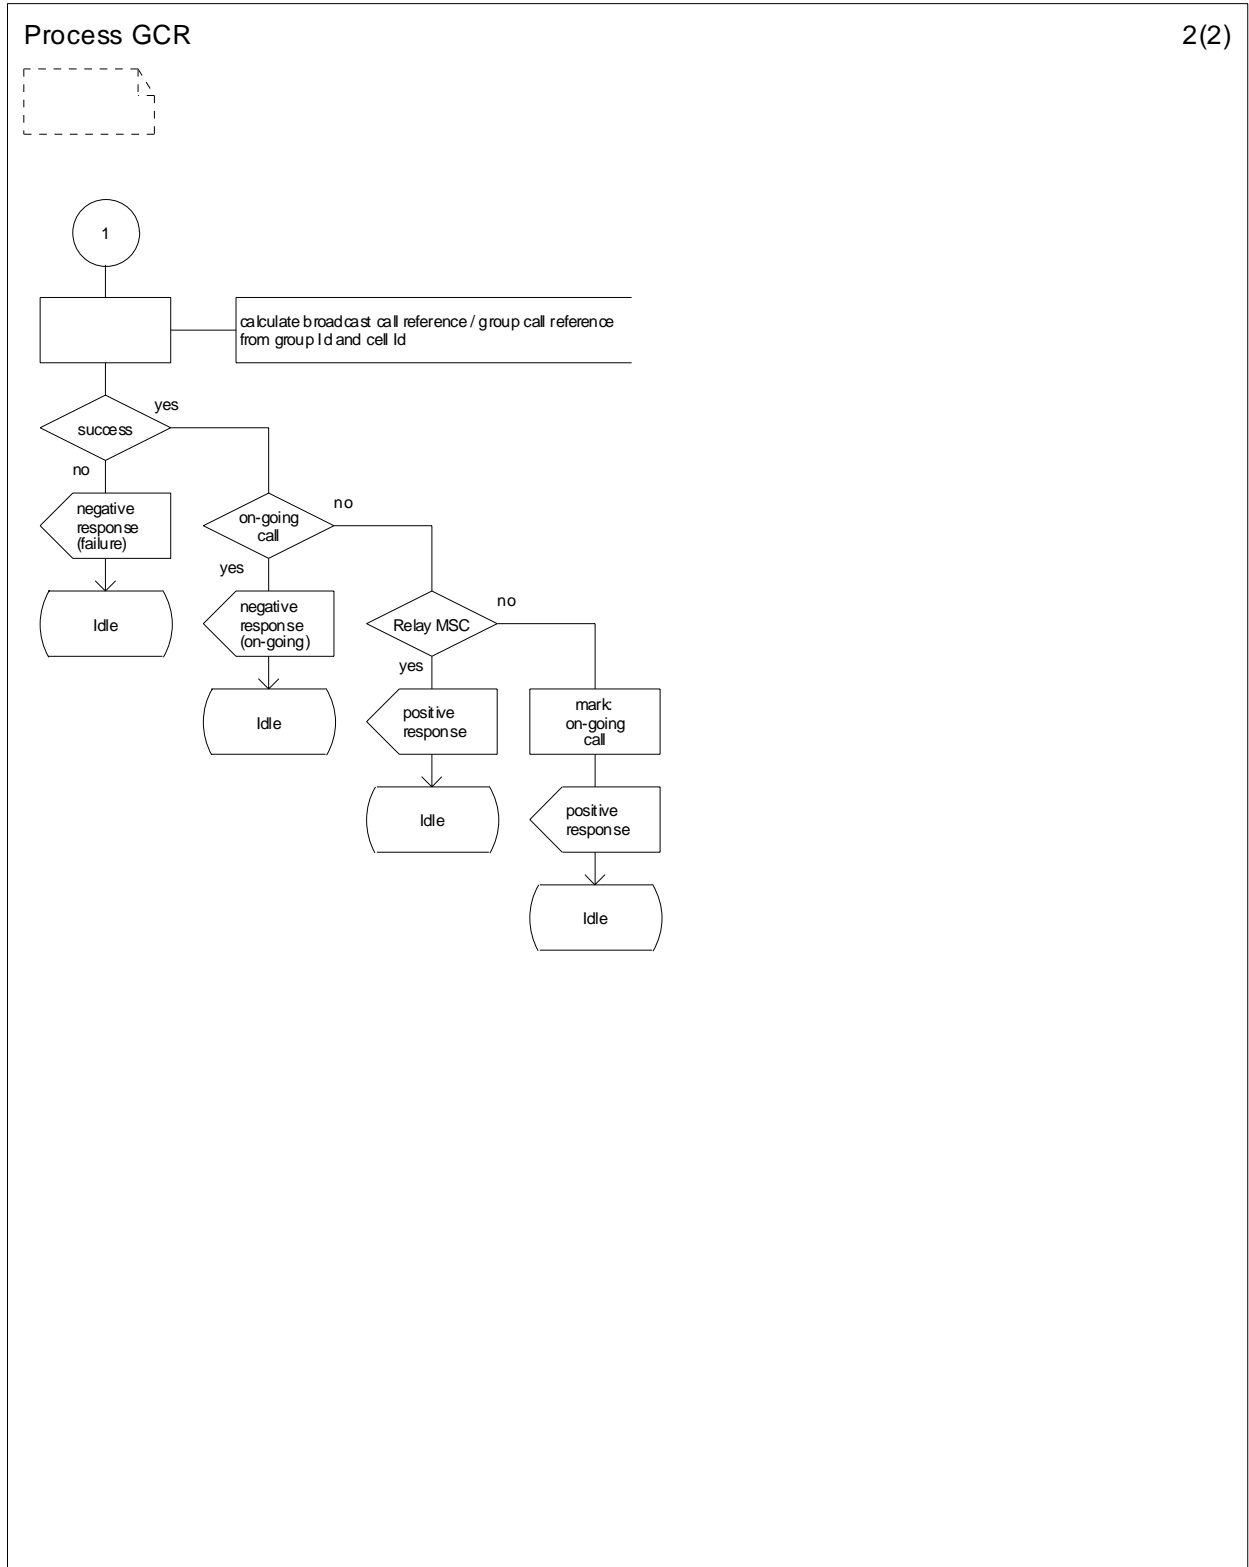 Process GCR
2(2)
1
calculate broadcast call reference / group call reference
from group Id and cell Id
yes
success
no
negative
response
(failure)
no
on-going
call
yes
Idle
negative
response
(on-going)
no
Relay MSC
yes
Idle
positive
response
mark:
on-going
call
Idle
positive
response
Idle